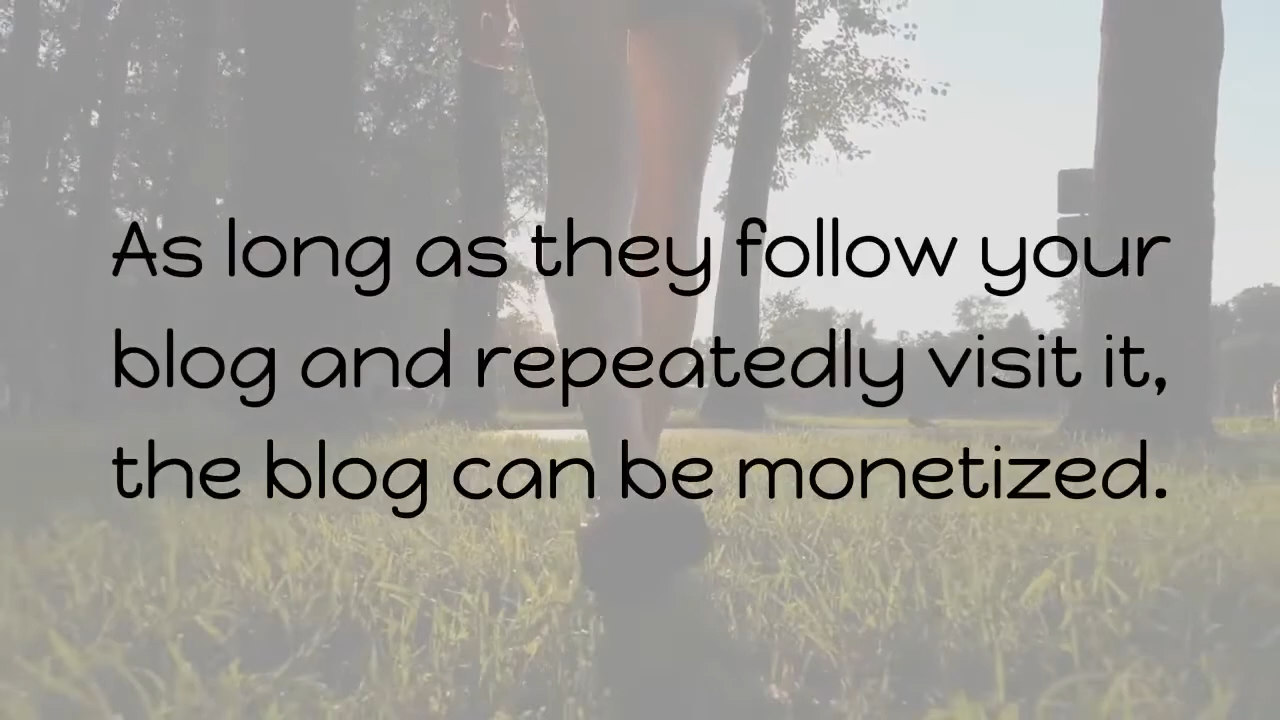 As long as they follow your
blog and repeatedly visit it,
the blog can be monetized.